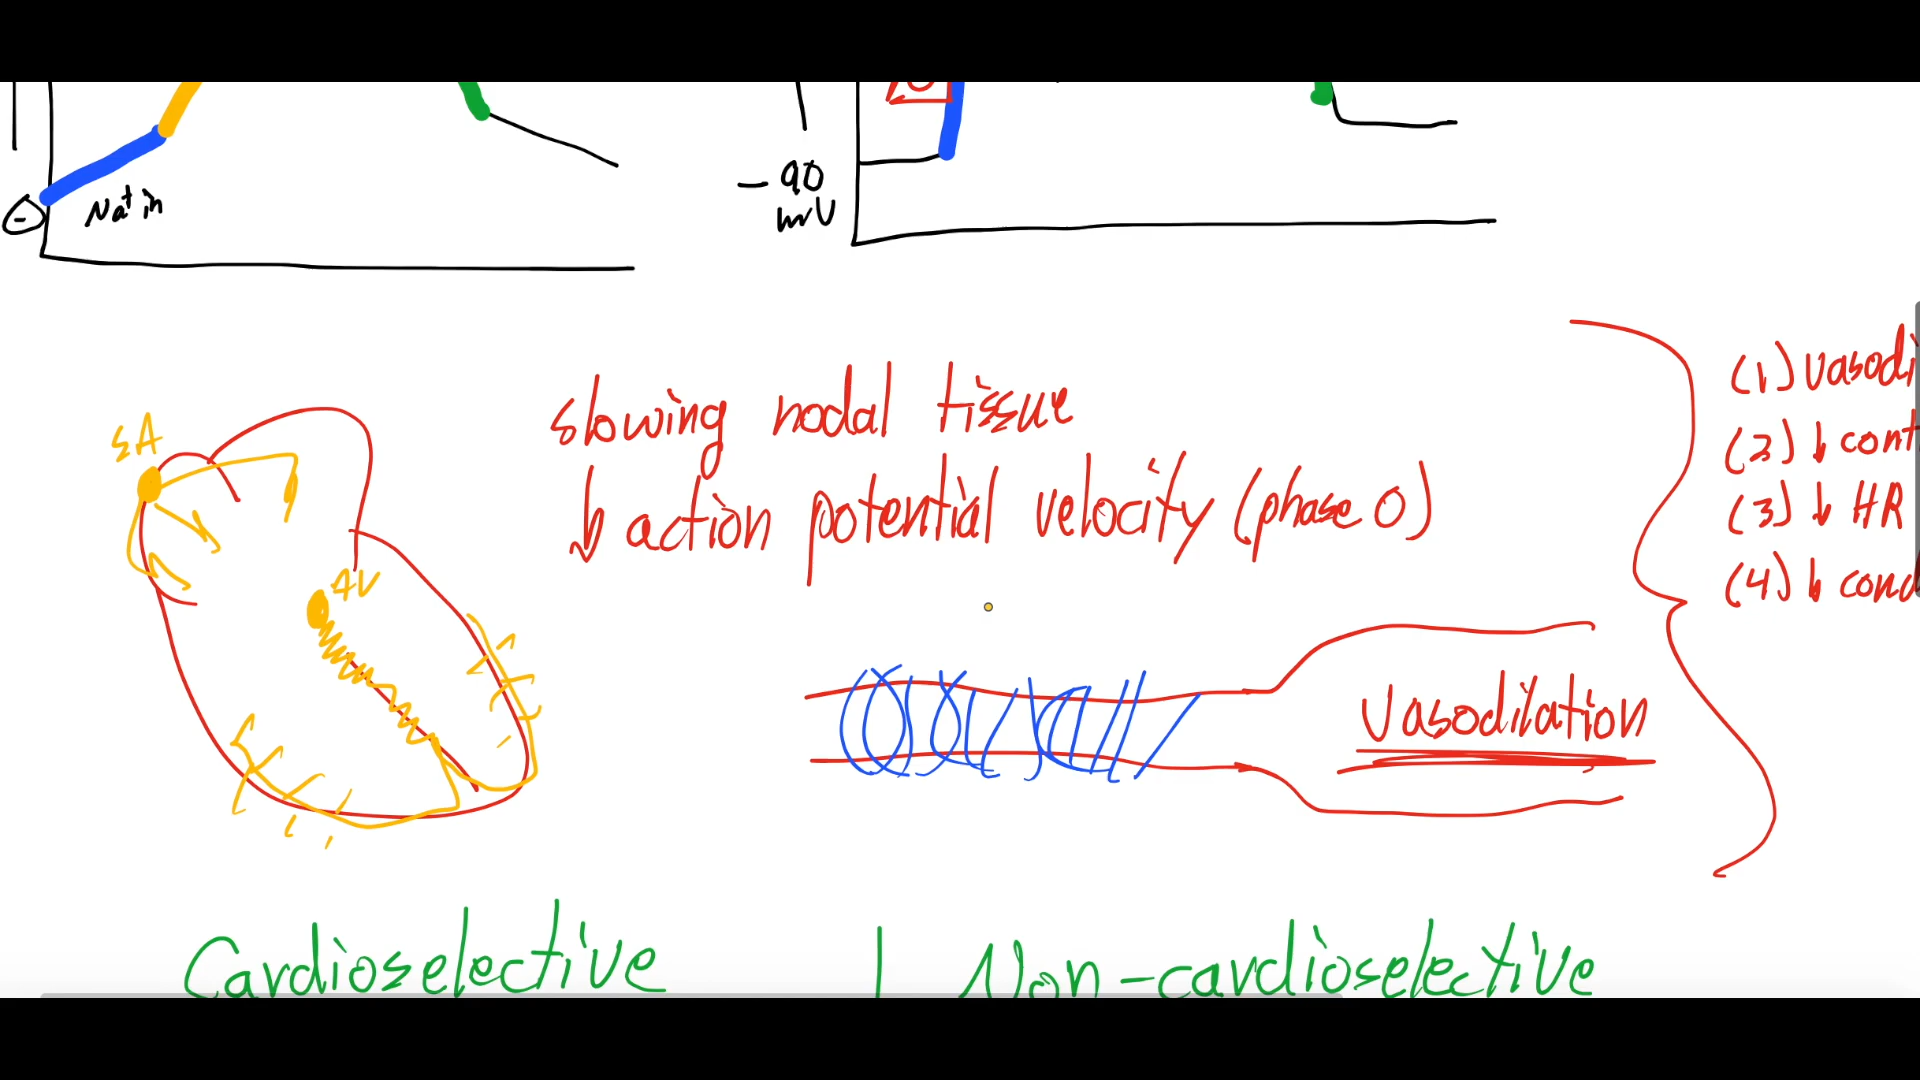 Na+ in
-
- 90
mV
SA
AV
slowing nodal tissue
↓ action potential velocity (phase 0)
Vasodilation
(1) vasodi
(2) ↓ cont
(3) ↓ HR
(4) ↓ cond
Cardioselective | Non-cardioselective